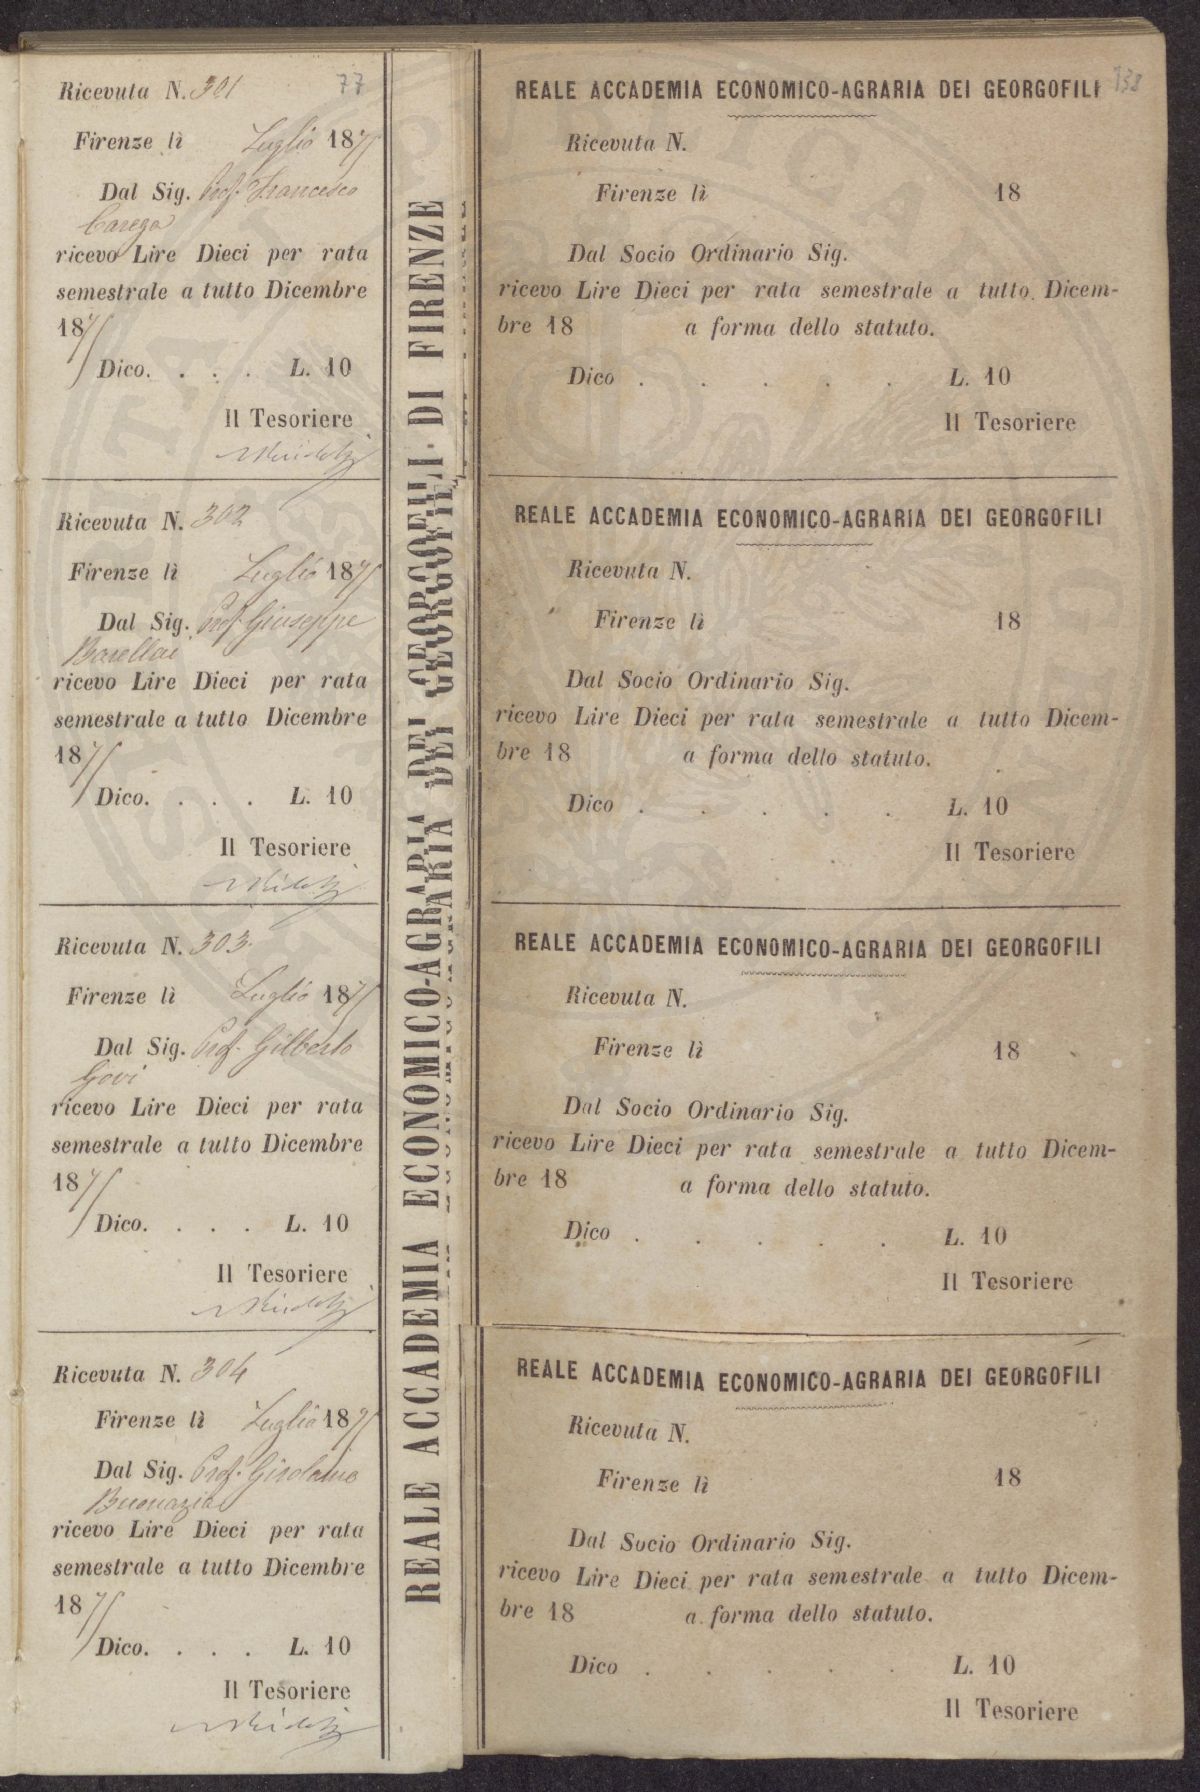 Ricevuta N. 301
77
Firenze lì Luglio 1871
Dal Sig. Prof. Francesco
Carega
ricevo Lire Dieci per rata
semestrale a tutto Dicembre
1871
Dico. . . . L. 10
Il Tesoriere
Ricevuta N. 302
Firenze lì Luglio 1871
Dal Sig. Prof. Giuseppe
Barellai
ricevo Lire Dieci per rata
semestrale a tutto Dicembre
1871
Dico. . . . L. 10
Il Tesoriere
Ricevuta N. 303.
Firenze lì Luglio 1871
Dal Sig. Prof. Gilberto
Govi
ricevo Lire Dieci per rata
semestrale a tutto Dicembre
1871
Dico. . . . L. 10
Il Tesoriere
Ricevuta N. 304
Firenze lì Luglio 1871
Dal Sig. Prof. Girolamo
Buonazia
ricevo Lire Dieci per rata
semestrale a tutto Dicembre
1871
Dico. . . . L. 10
Il Tesoriere
REALE ACCADEMIA ECONOMICO-AGRARIA DEI GEORGOFILI DI FIRENZE
138
REALE ACCADEMIA ECONOMICO-AGRARIA DEI GEORGOFILI
Ricevuta N.
Firenze lì 18
Dal Socio Ordinario Sig.
ricevo Lire Dieci per rata semestrale a tutto Dicem-
bre 18 a forma dello statuto.
Dico . . . . . L. 10
Il Tesoriere
REALE ACCADEMIA ECONOMICO-AGRARIA DEI GEORGOFILI
Ricevuta N.
Firenze lì 18
Dal Socio Ordinario Sig.
ricevo Lire Dieci per rata semestrale a tutto Dicem-
bre 18 a forma dello statuto.
Dico . . . . . L. 10
Il Tesoriere
REALE ACCADEMIA ECONOMICO-AGRARIA DEI GEORGOFILI
Ricevuta N.
Firenze lì 18
Dal Socio Ordinario Sig.
ricevo Lire Dieci per rata semestrale a tutto Dicem-
bre 18 a forma dello statuto.
Dico . . . . . L. 10
Il Tesoriere
REALE ACCADEMIA ECONOMICO-AGRARIA DEI GEORGOFILI
Ricevuta N.
Firenze lì 18
Dal Socio Ordinario Sig.
ricevo Lire Dieci per rata semestrale a tutto Dicem-
bre 18 a forma dello statuto.
Dico . . . . . L. 10
Il Tesoriere